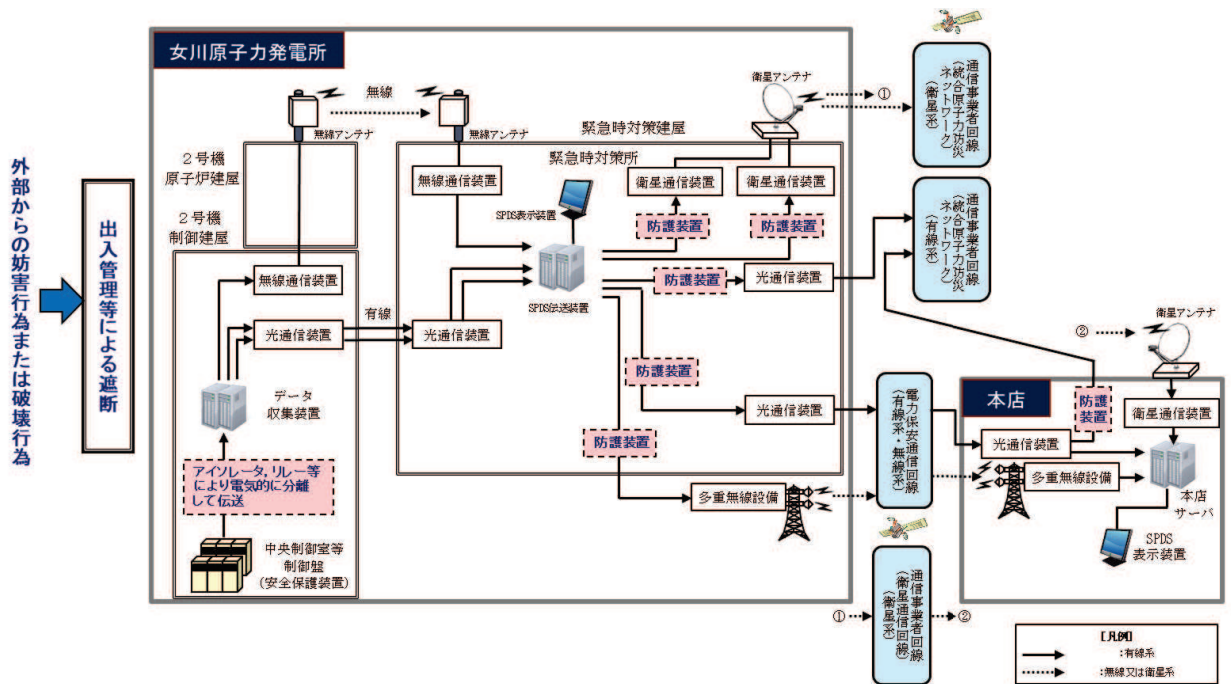 女川原子力発電所
外部からの妨害行為または破壊行為
出入管理等による遮断
無線
無線アンテナ
無線アンテナ
衛星アンテナ
①
通信事業者回線
(統合原子力防災
ネットワーク)
(衛星系)
緊急時対策建屋
2号機
原子炉建屋
緊急時対策所
無線通信装置
SPDS表示装置
衛星通信装置
衛星通信装置
防護装置
防護装置
2号機
制御建屋
無線通信装置
SPDS伝送装置
防護装置
光通信装置
通信事業者回線
(統合原子力防災
ネットワーク)
(有線系)
有線
光通信装置
光通信装置
②
衛星アンテナ
データ
収集装置
防護装置
光通信装置
電力保安通信回線
(有線系・無線系)
本店
防護
装置
衛星通信装置
光通信装置
防護装置
アイソレータ,リレー等
により電気的に分離
して伝送
多重無線設備
多重無線設備
本店
サーバ
中央制御室等
制御盤
(安全保護装置)
SPDS
表示装置
①
通信事業者回線
(衛星通信回線)
(衛星系)
②
[凡例]
:有線系
:無線又は衛星系